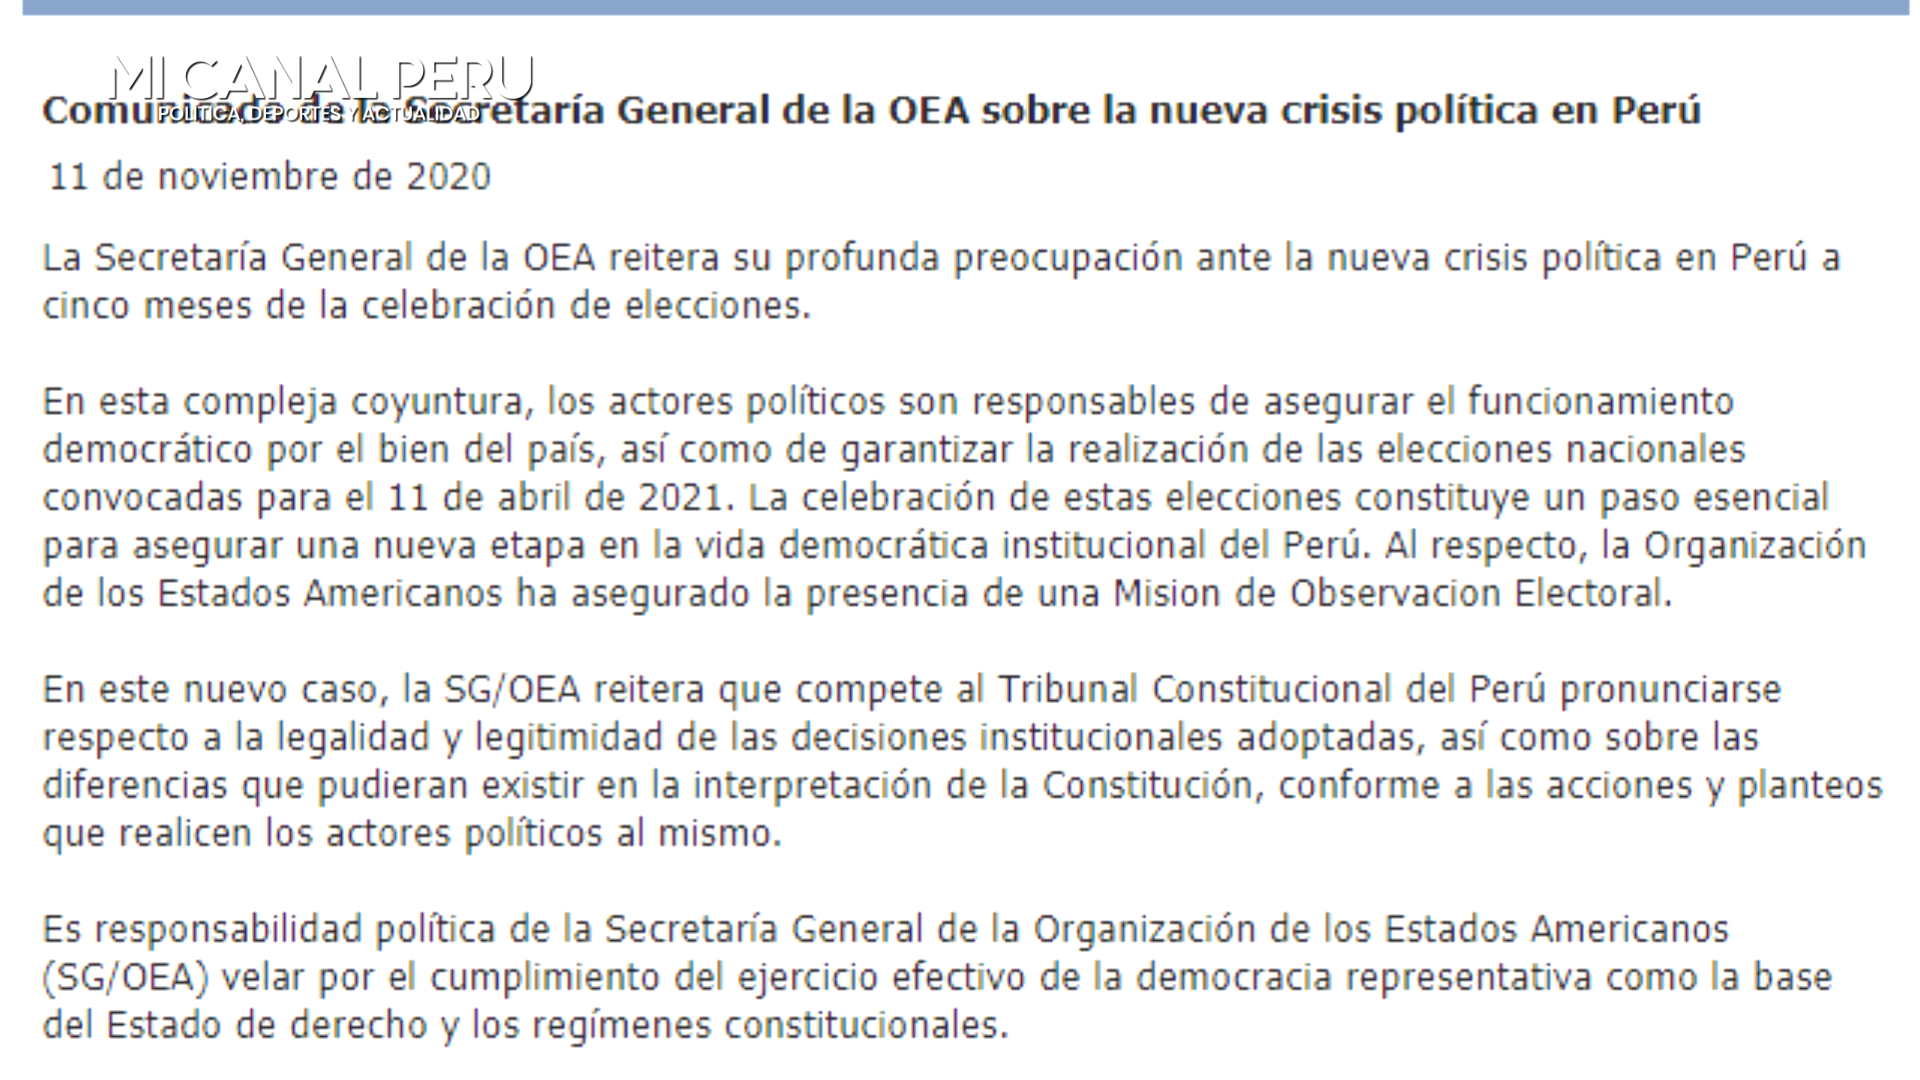 MI CANAL PERU
POLITICA, DEPORTES Y ACTUALIDAD
Comunicado de la Secretaría General de la OEA sobre la nueva crisis política en Perú
11 de noviembre de 2020
La Secretaría General de la OEA reitera su profunda preocupación ante la nueva crisis política en Perú a
cinco meses de la celebración de elecciones.
En esta compleja coyuntura, los actores políticos son responsables de asegurar el funcionamiento
democrático por el bien del país, así como de garantizar la realización de las elecciones nacionales
convocadas para el 11 de abril de 2021. La celebración de estas elecciones constituye un paso esencial
para asegurar una nueva etapa en la vida democrática institucional del Perú. Al respecto, la Organización
de los Estados Americanos ha asegurado la presencia de una Mision de Observacion Electoral.
En este nuevo caso, la SG/OEA reitera que compete al Tribunal Constitucional del Perú pronunciarse
respecto a la legalidad y legitimidad de las decisiones institucionales adoptadas, así como sobre las
diferencias que pudieran existir en la interpretación de la Constitución, conforme a las acciones y planteos
que realicen los actores políticos al mismo.
Es responsabilidad política de la Secretaría General de la Organización de los Estados Americanos
(SG/OEA) velar por el cumplimiento del ejercicio efectivo de la democracia representativa como la base
del Estado de derecho y los regímenes constitucionales.